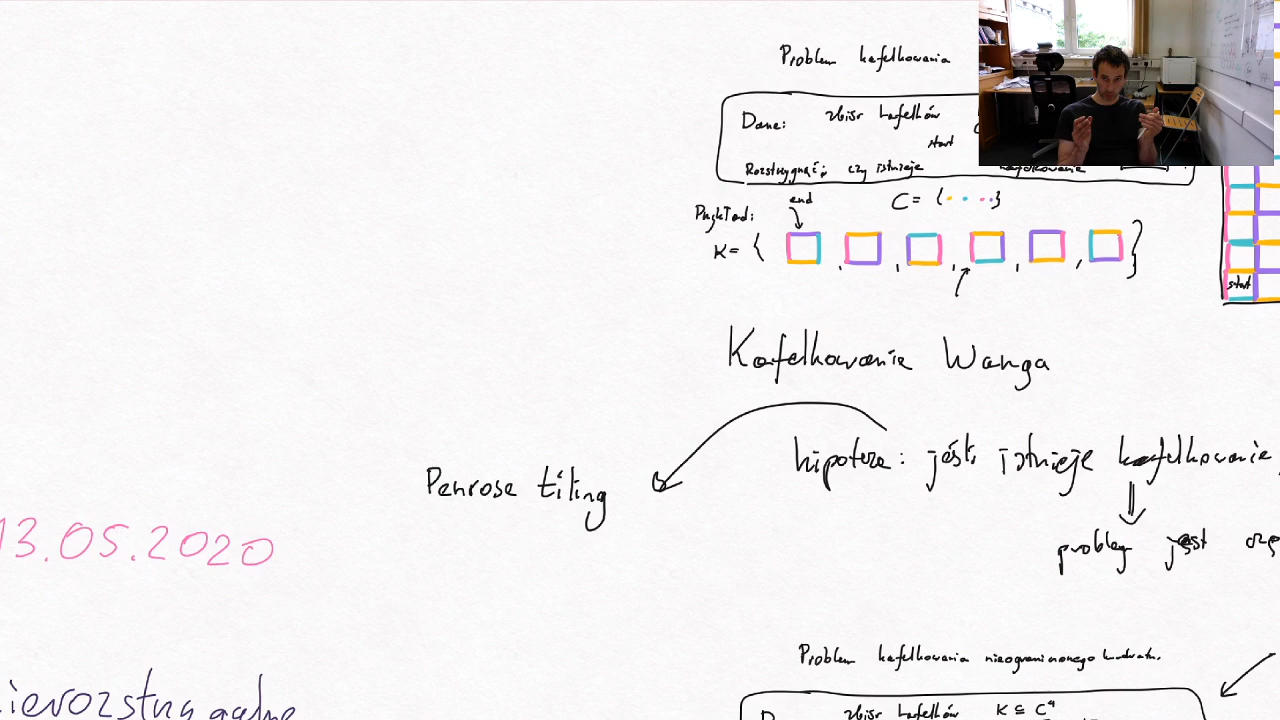 Problem kafelkowania
Dane: zbiór kafelków
start
Rozstrzygnąć: czy istnieje kafelkowanie
end
C = { }
Przykład:
K = { , , , , , }
start
Kafelkowanie Wanga
hipoteza: jeśli istnieje kafelkowanie,
Penrose tiling
⇓
problem jest
13.05.2020
Problem kafelkowania nieograniczonego kwadratu.
zbiór kafelków K ⊆ C⁴